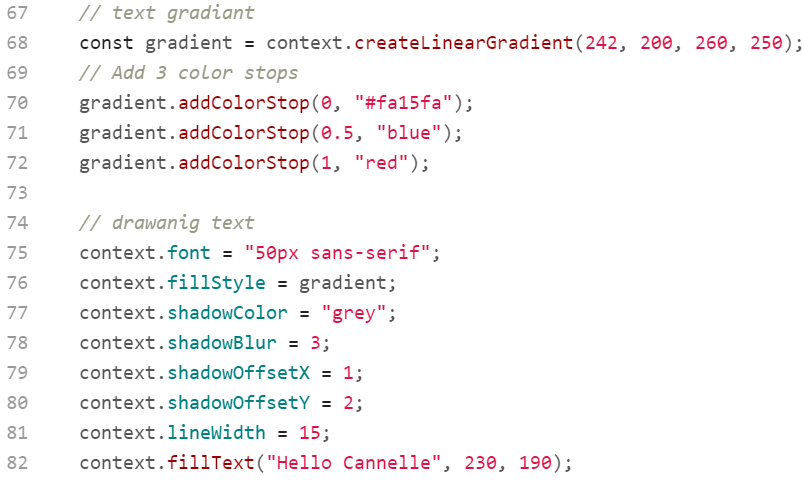 67 // text gradiant
68 const gradient = context.createLinearGradient(242, 200, 260, 250);
69 // Add 3 color stops
70 gradient.addColorStop(0, "#fa15fa");
71 gradient.addColorStop(0.5, "blue");
72 gradient.addColorStop(1, "red");
73
74 // drawanig text
75 context.font = "50px sans-serif";
76 context.fillStyle = gradient;
77 context.shadowColor = "grey";
78 context.shadowBlur = 3;
79 context.shadowOffsetX = 1;
80 context.shadowOffsetY = 2;
81 context.lineWidth = 15;
82 context.fillText("Hello Cannelle", 230, 190);